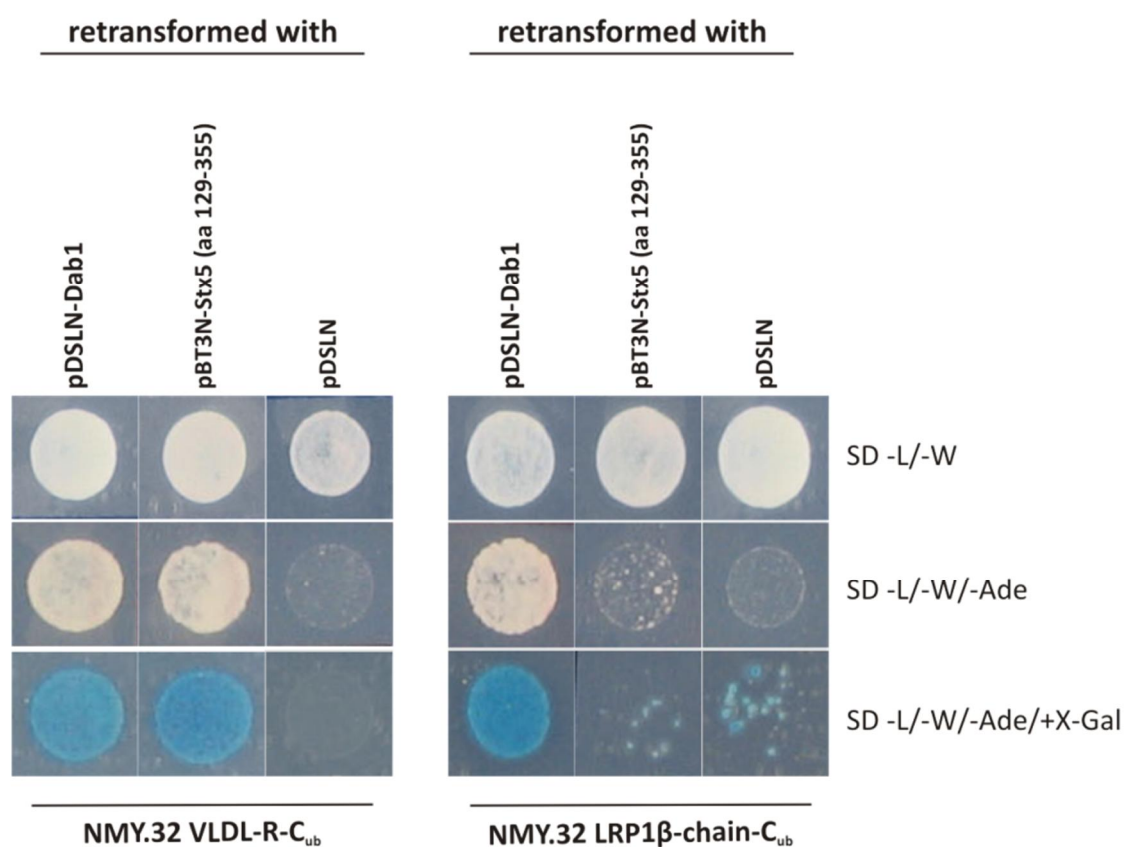 retransformed with
retransformed with
pDSLN-Dab1
pBT3N-Stx5 (aa 129-355)
pDSLN
pDSLN-Dab1
pBT3N-Stx5 (aa 129-355)
pDSLN
SD -L/-W
SD -L/-W/-Ade
SD -L/-W/-Ade/+X-Gal
NMY.32 VLDL-R-Cub
NMY.32 LRP1β-chain-Cub